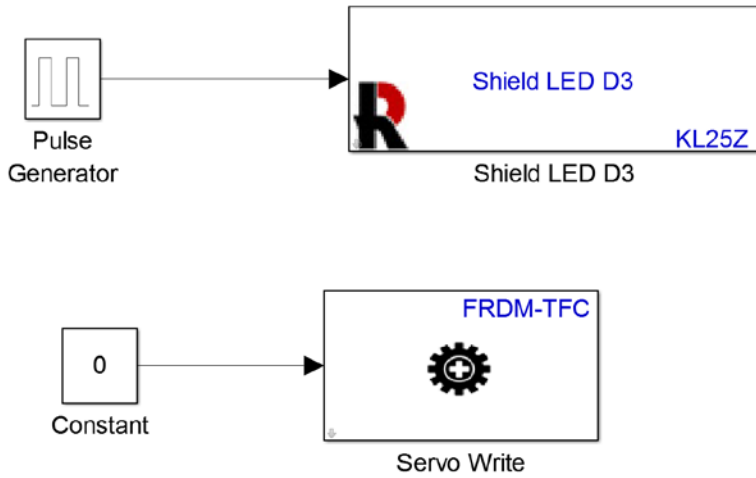 Shield LED D3
KL25Z
Pulse
Generator
Shield LED D3
FRDM-TFC
0
Constant
Servo Write